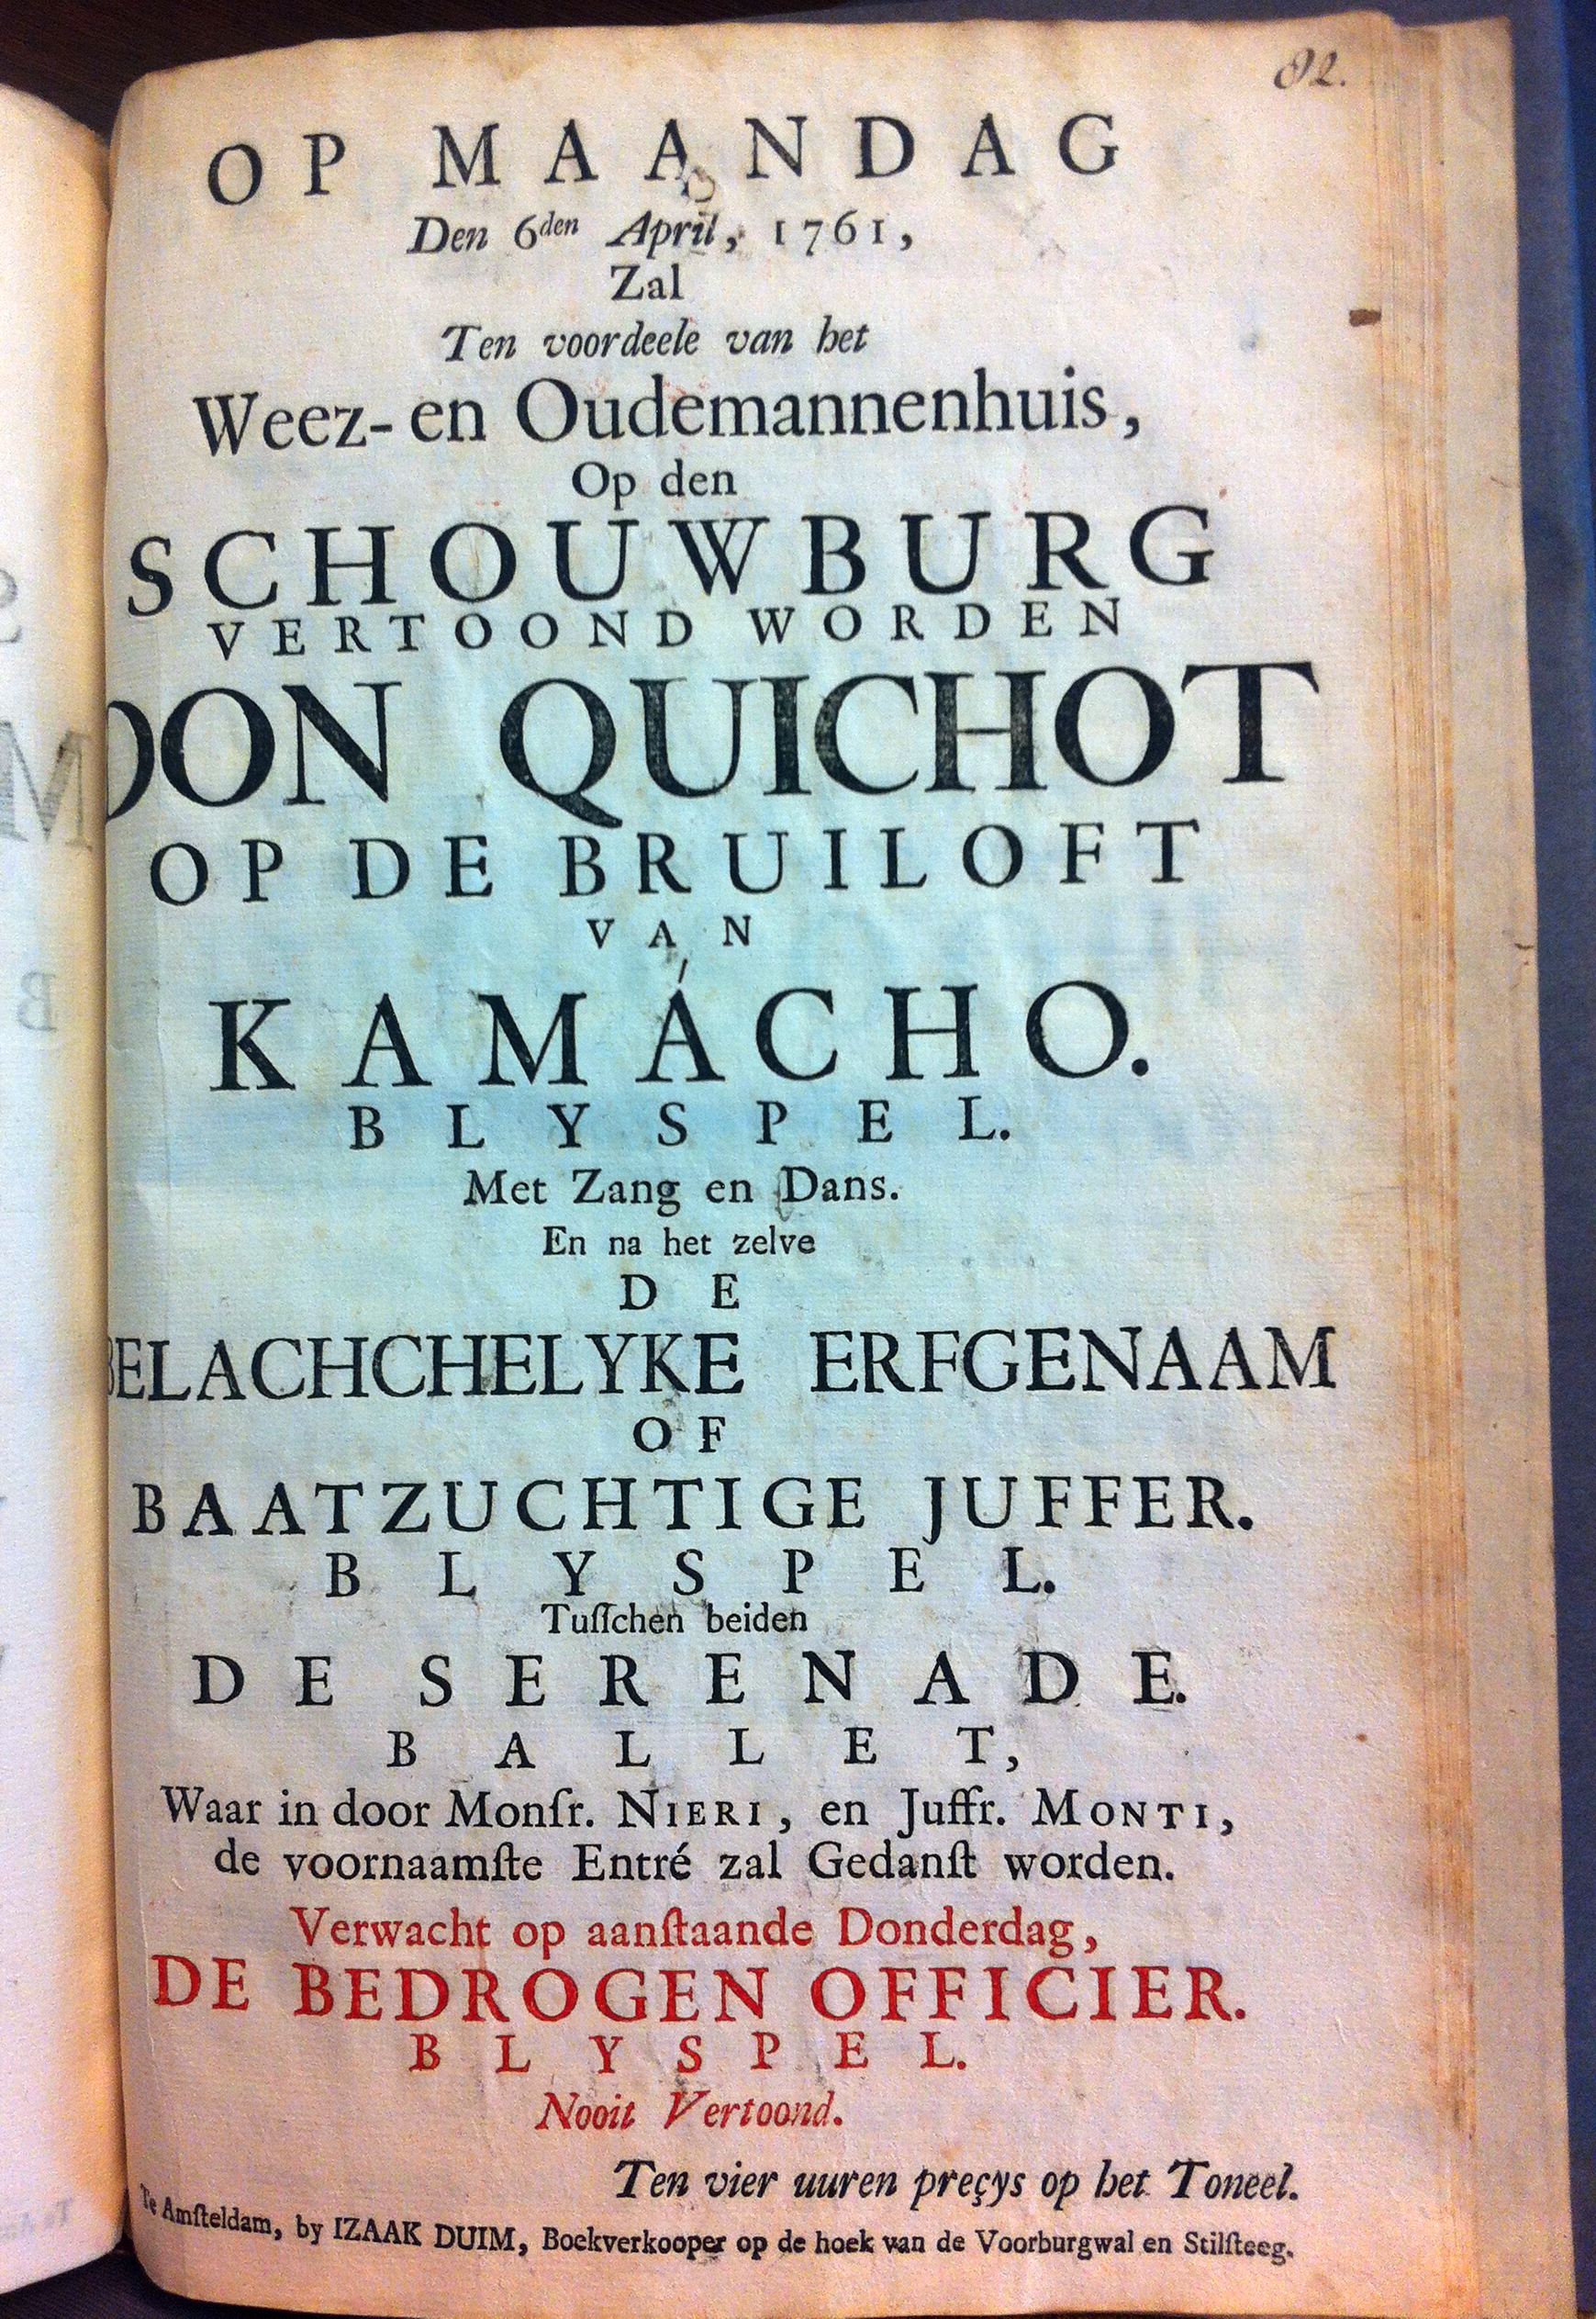 82.
OP MAANDAG
Den 6den April, 1761,
Zal
Ten voordeele van het
Weez- en Oudemannenhuis,
Op den
SCHOUWBURG
VERTOOND WORDEN
DON QUICHOT
OP DE BRUILOFT
VAN
KAMÁCHO.
BLYSPEL.
Met Zang en Dans.
En na het zelve
DE
BELACHCHELYKE ERFGENAAM
OF
BAATZUCHTIGE JUFFER.
BLYSPEL.
Tuſſchen beiden
DE SERENADE.
BALLET,
Waar in door Monſr. NIERI, en Juffr. MONTI,
de voornaamſte Entré zal Gedanſt worden.
Verwacht op aanſtaande Donderdag,
DE BEDROGEN OFFICIER.
BLYSPEL.
Nooit Vertoond.
Ten vier uuren preçys op het Toneel.
Te Amſteldam, by IZAAK DUIM, Boekverkooper op de hoek van de Voorburgwal en Stilſteeg.